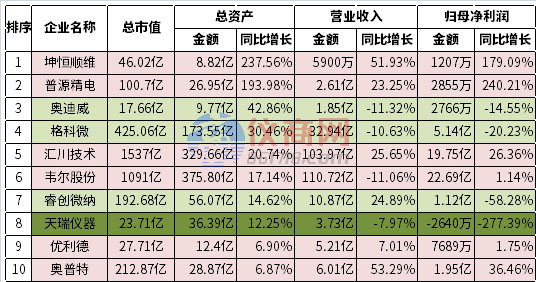 排序 企业名称 总市值 总资产 营业收入 归母净利润
金额 同比增长 金额 同比增长 金额 同比增长
1 坤恒顺维 46.02亿 8.82亿 237.56% 5900万 51.93% 1207万 179.09%
2 普源精电 100.7亿 26.95亿 193.98% 2.61亿 23.25% 2855万 240.21%
3 奥迪威 17.66亿 9.77亿 42.86% 1.85亿 -11.32% 2766万 -14.55%
4 格科微 425.06亿 173.55亿 30.46% 32.94亿 -10.63% 5.14亿 -20.23%
5 汇川技术 1537亿 329.66亿 20.74% 103.97亿 25.65% 19.75亿 26.36%
6 韦尔股份 1091亿 375.80亿 17.14% 110.72亿 -11.06% 22.69亿 1.14%
7 睿创微纳 192.68亿 56.07亿 14.62% 10.87亿 24.89% 1.12亿 -58.28%
8 天瑞仪器 23.71亿 36.39亿 12.25% 3.73亿 -7.97% -2640万 -277.39%
9 优利德 27.71亿 12.4亿 6.90% 5.21亿 7.01% 7689万 1.75%
10 奥普特 212.87亿 28.87亿 6.87% 6.01亿 53.29% 1.95亿 36.46%
仪商网